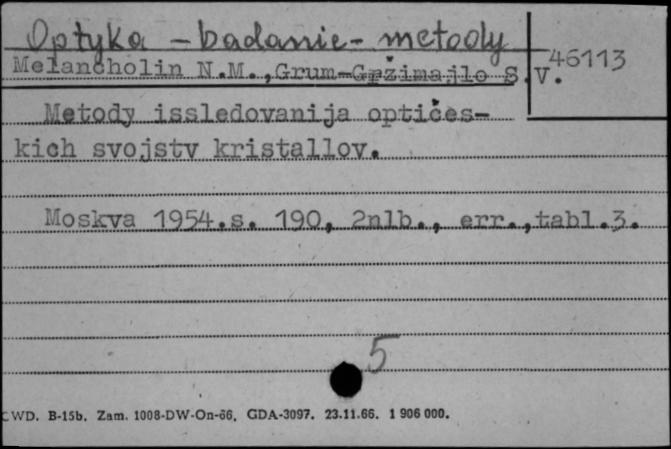 Optyka - badanie - metody
46113
Melancholin N.M.,Grum-Gržimajlo S.V.
Metody issledovanija optičes-
kich svojstv kristallov.
Moskva 1954.s. 190, 2nlb., err.,tabl.3.
5
CWD. B-15b. Zam. 1008-DW-On-66. GDA-3097. 23.11.66. 1 906 000.